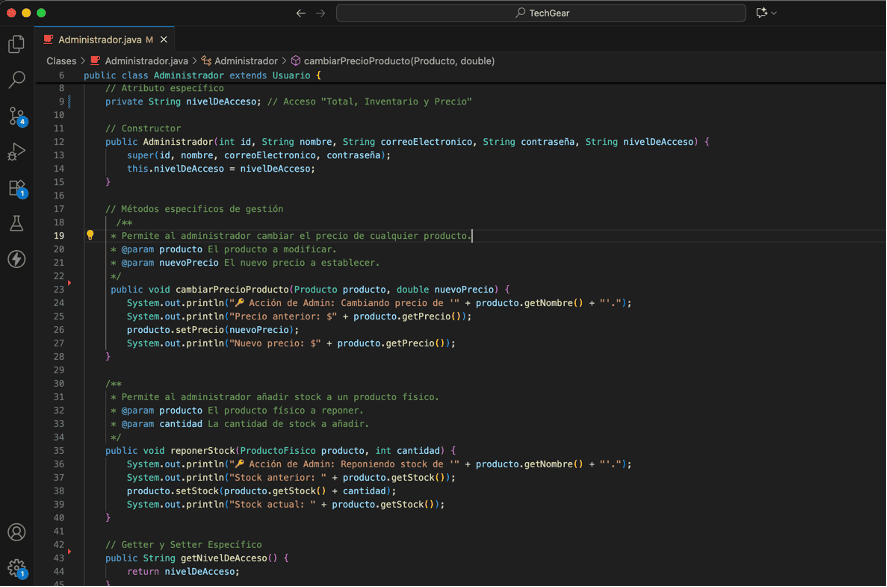 TechGear
Administrador.java M
Clases > Administrador.java > Administrador > cambiarPrecioProducto(Producto, double)
6 public class Administrador extends Usuario {
8 // Atributo específico
9 private String nivelDeAcceso; // Acceso "Total, Inventario y Precio"
10
11 // Constructor
12 public Administrador(int id, String nombre, String correoElectronico, String contraseña, String nivelDeAcceso) {
13 super(id, nombre, correoElectronico, contraseña);
14 this.nivelDeAcceso = nivelDeAcceso;
15 }
16
17 // Métodos especificos de gestión
18 /**
19 * Permite al administrador cambiar el precio de cualquier producto.
20 * @param producto El producto a modificar.
21 * @param nuevoPrecio El nuevo precio a establecer.
22 */
23 public void cambiarPrecioProducto(Producto producto, double nuevoPrecio) {
24 System.out.println("🔑 Acción de Admin: Cambiando precio de '" + producto.getNombre() + "'.");
25 System.out.println("Precio anterior: $" + producto.getPrecio());
26 producto.setPrecio(nuevoPrecio);
27 System.out.println("Nuevo precio: $" + producto.getPrecio());
28 }
29
30 /**
31 * Permite al administrador añadir stock a un producto físico.
32 * @param producto El producto físico a reponer.
33 * @param cantidad La cantidad de stock a añadir.
34 */
35 public void reponerStock(ProductoFisico producto, int cantidad) {
36 System.out.println("🔑 Acción de Admin: Reponiendo stock de '" + producto.getNombre() + "'.");
37 System.out.println("Stock anterior: " + producto.getStock());
38 producto.setStock(producto.getStock() + cantidad);
39 System.out.println("Stock actual: " + producto.getStock());
40 }
41
42 // Getter y Setter Específico
43 public String getNivelDeAcceso() {
44 return nivelDeAcceso;
45 }
4
1
1